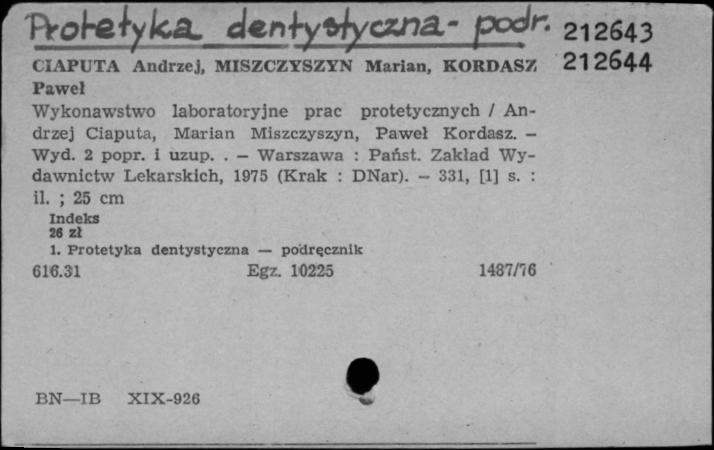 Protetyka dentystyczna - podr.
212643
212644
CIAPUTA Andrzej, MISZCZYSZYN Marian, KORDASZ
Paweł
Wykonawstwo laboratoryjne prac protetycznych / An-
drzej Ciaputa, Marian Miszczyszyn, Paweł Kordasz. —
Wyd. 2 popr. i uzup. . — Warszawa : Państ. Zakład Wy-
dawnictw Lekarskich, 1975 (Krak : DNar). — 331, [1] s. :
il. ; 25 cm
Indeks
26 zł
1. Protetyka dentystyczna — podręcznik
616.31 Egz. 10225 1487/76
BN—IB XIX-926